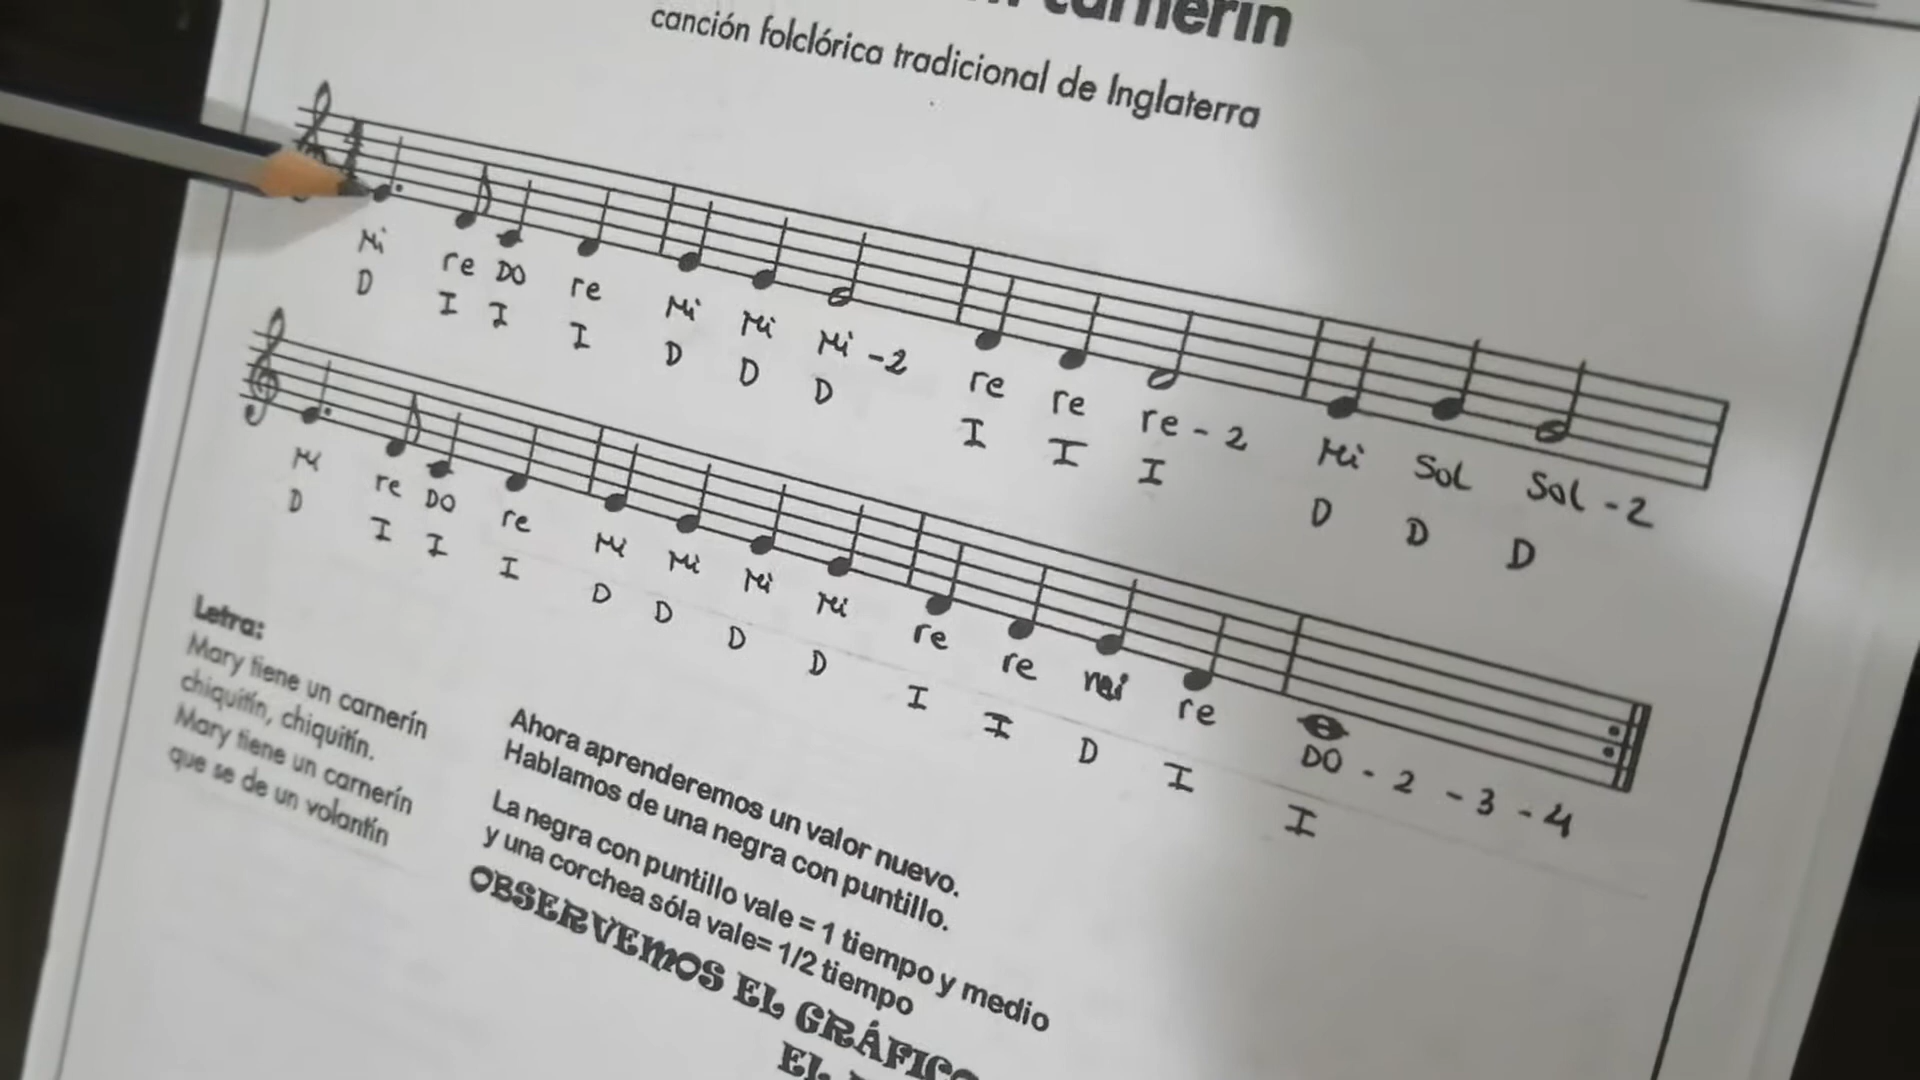 carnerín
canción folclórica tradicional de Inglaterra
Mi re DO re Mi Mi Mi - 2 re re re - 2 Mi Sol Sol - 2
D I I I D D D I I I D D D
Mi re DO re Mi Mi Mi Mi re re mi re DO - 2 - 3 - 4
D I I I D D D D I I D I I
Letra:
Mary tiene un carnerín
chiquitín, chiquitín.
Mary tiene un carnerín
que se de un volantín
Ahora aprenderemos un valor nuevo.
Hablamos de una negra con puntillo.
La negra con puntillo vale = 1 tiempo y medio
y una corchea sóla vale= 1/2 tiempo
OBSERVEMOS EL GRÁFICO
EL